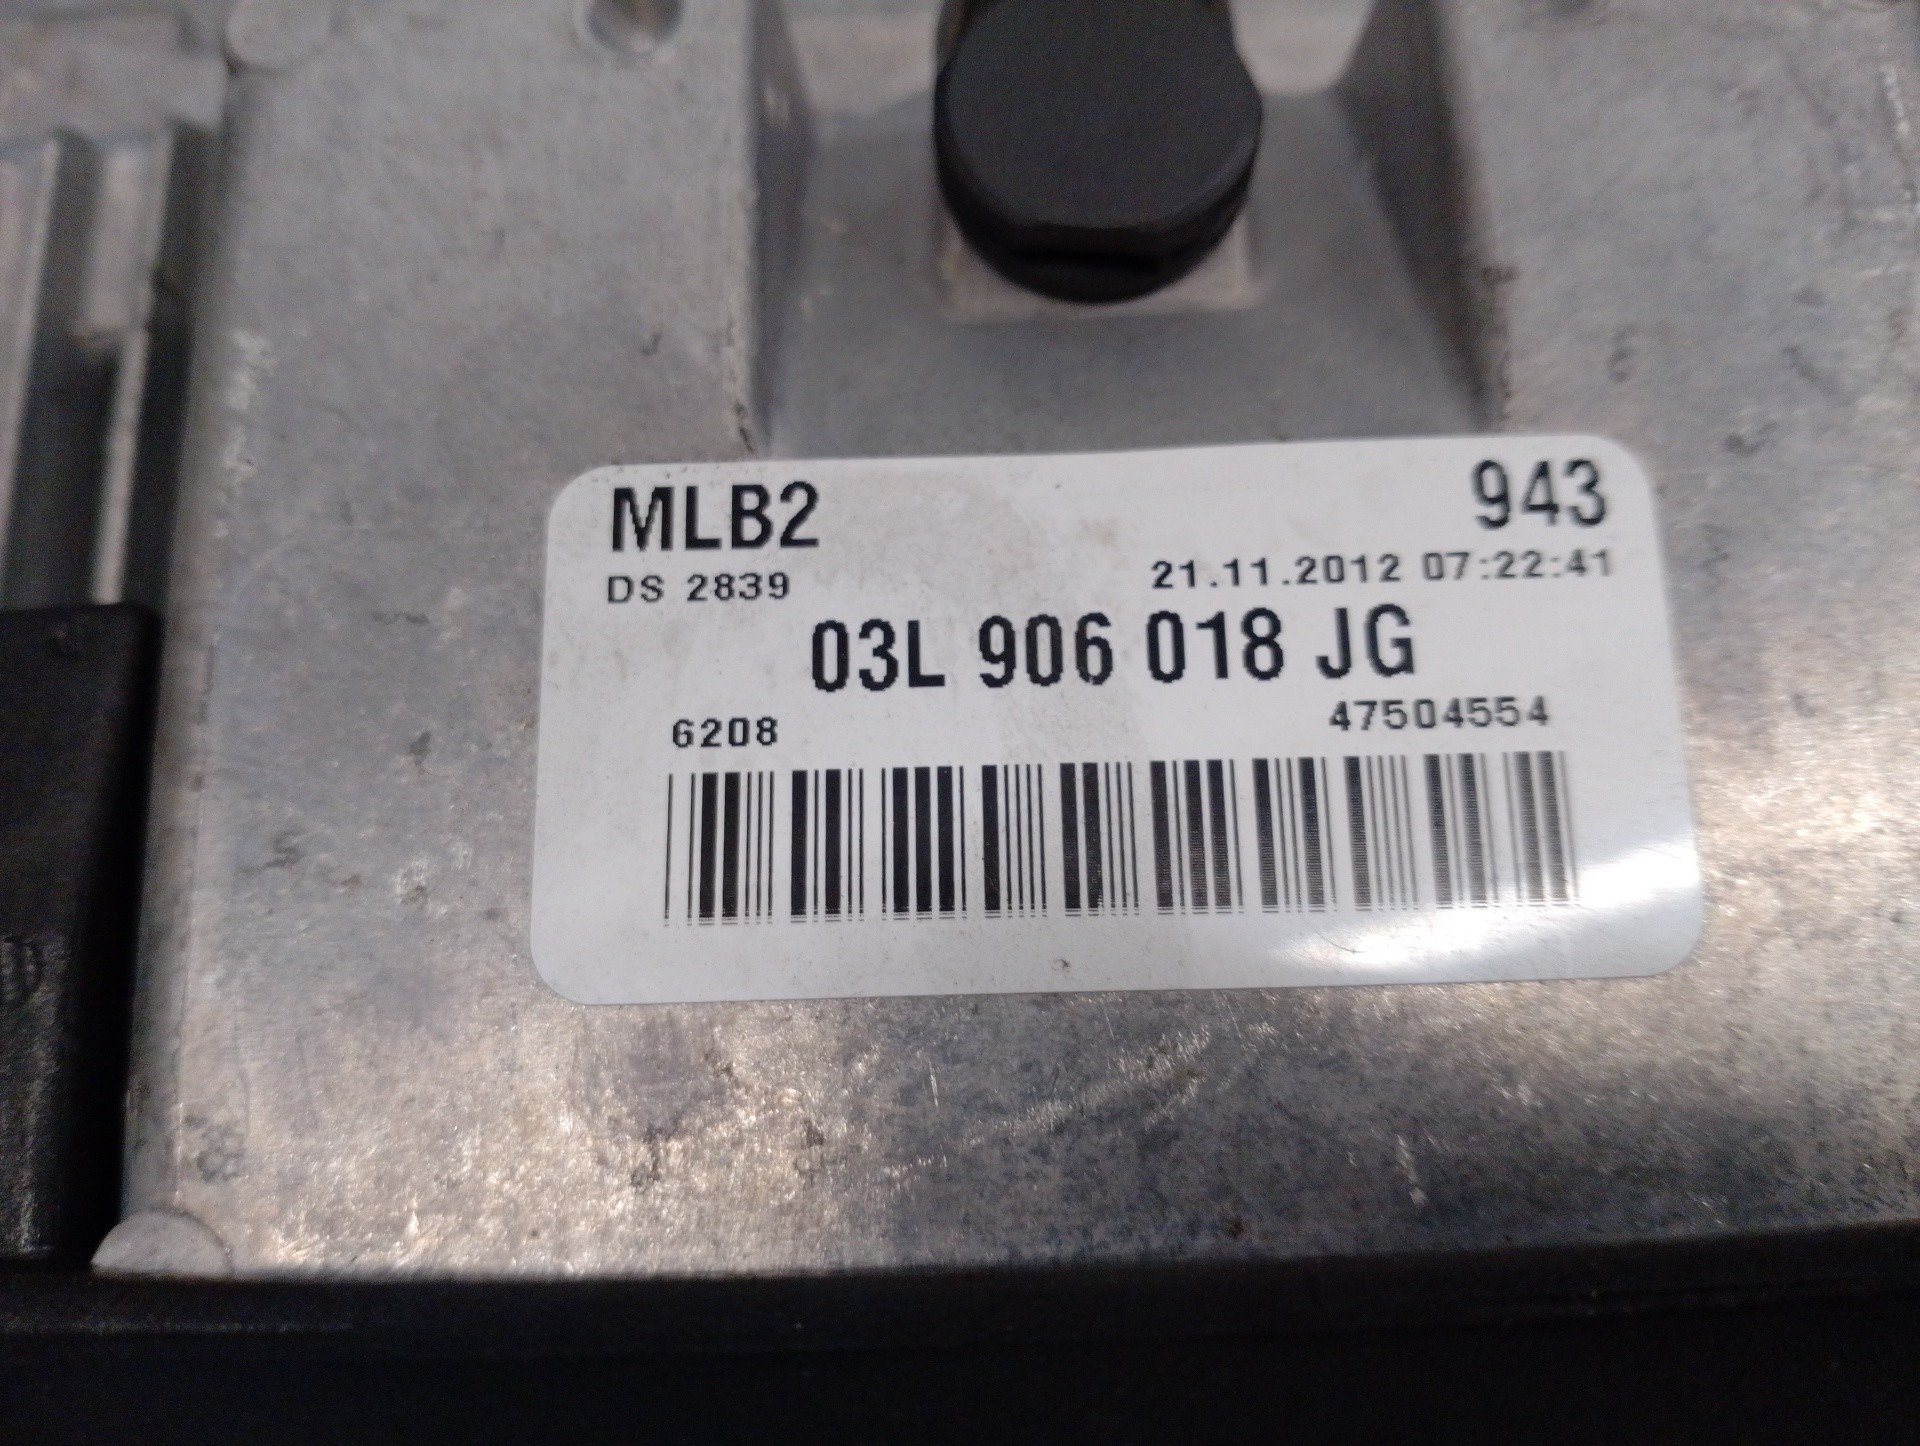 MLB2 943
DS 2839 21.11.2012 07:22:41
03L 906 018 JG
6208 47504554